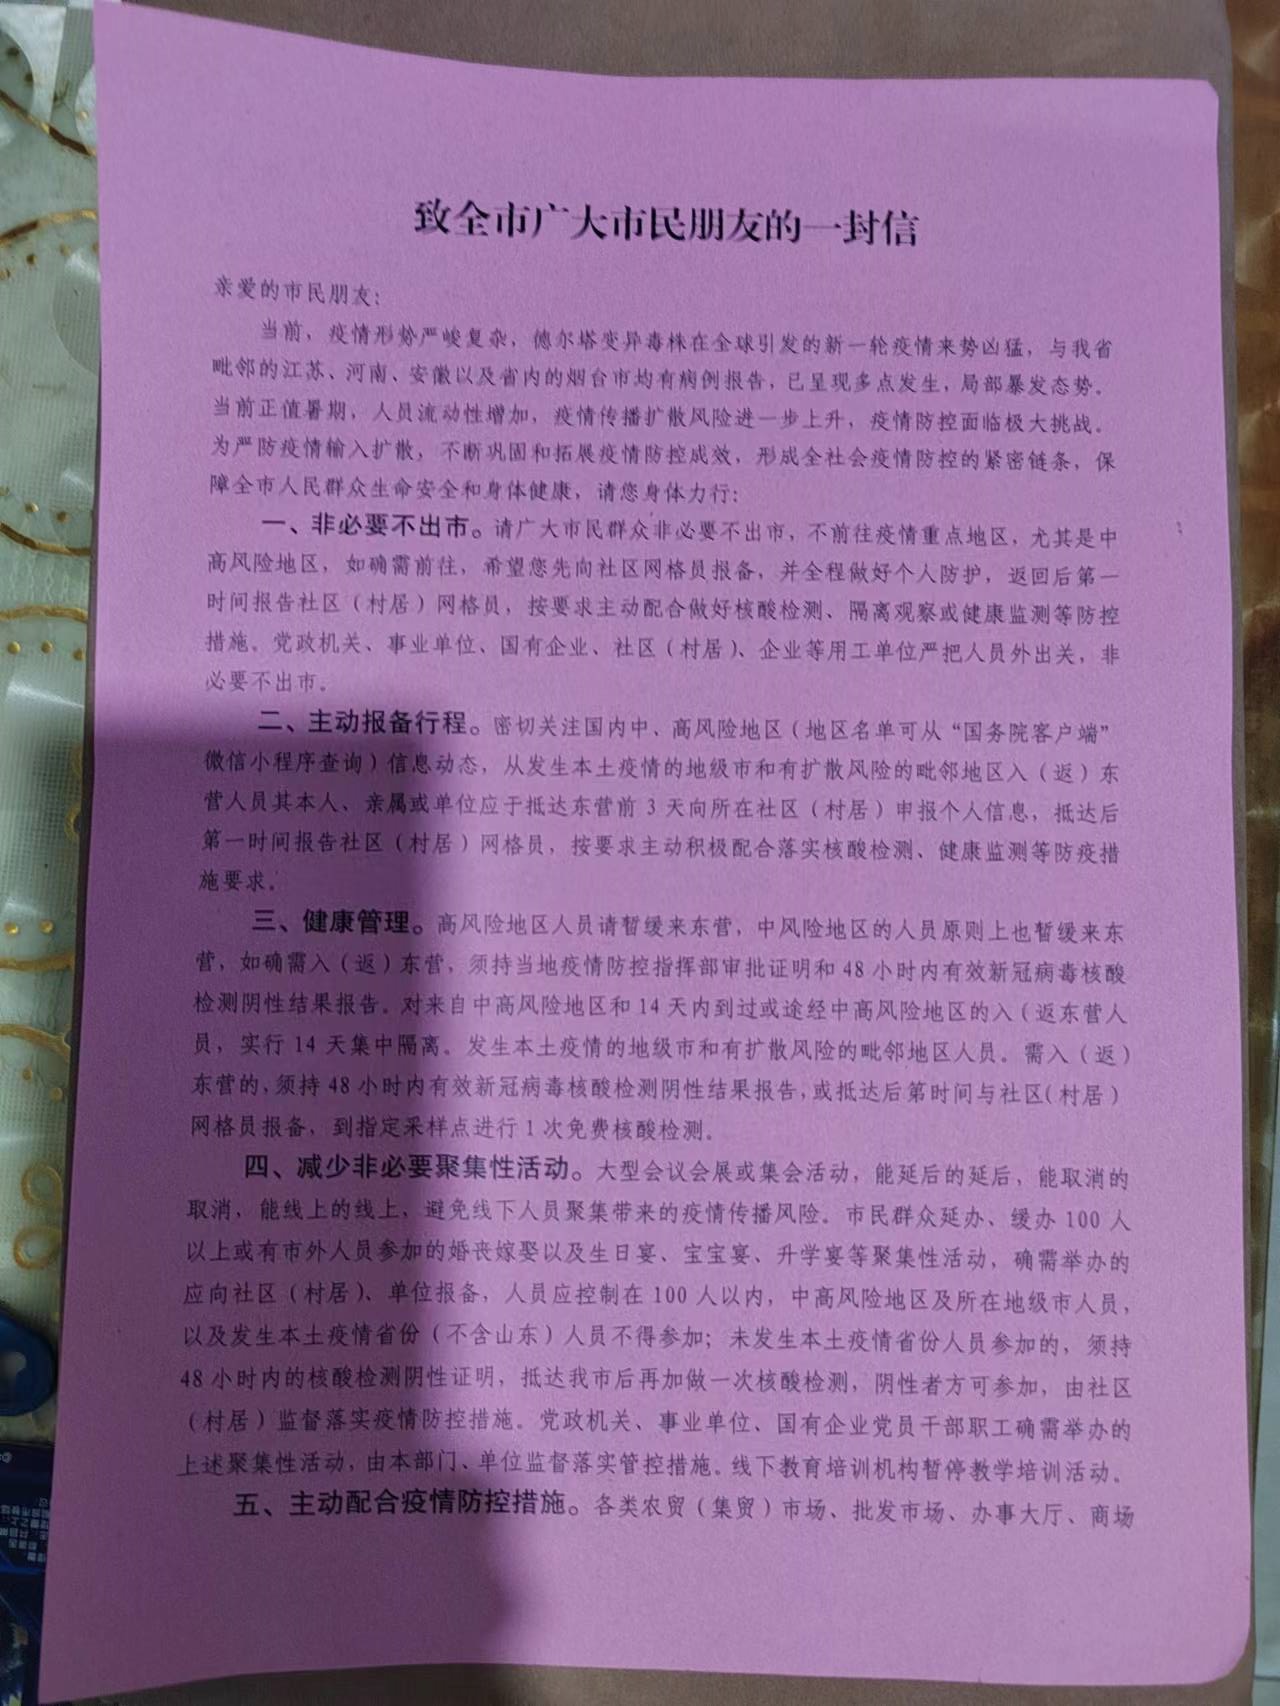 致全市广大市民朋友的一封信
亲爱的市民朋友：
当前，疫情形势严峻复杂，德尔塔变异毒株在全球引发的新一轮疫情来势凶猛，与我省
毗邻的江苏、河南、安徽以及省内的烟台市均有病例报告，已呈现多点发生，局部暴发态势。
当前正值暑期，人员流动性增加，疫情传播扩散风险进一步上升，疫情防控面临极大挑战。
为严防疫情输入扩散，不断巩固和拓展疫情防控成效，形成全社会疫情防控的紧密链条，保
障全市人民群众生命安全和身体健康，请您身体力行：
一、非必要不出市。请广大市民群众非必要不出市，不前往疫情重点地区，尤其是中
高风险地区，如确需前往，希望您先向社区网格员报备，并全程做好个人防护，返回后第一
时间报告社区（村居）网格员，按要求主动配合做好核酸检测、隔离观察或健康监测等防控
措施。党政机关、事业单位、国有企业、社区（村居）、企业等用工单位严把人员外出关，非
必要不出市。
二、主动报备行程。密切关注国内中、高风险地区（地区名单可从“国务院客户端”
微信小程序查询）信息动态，从发生本土疫情的地级市和有扩散风险的毗邻地区入（返）东
营人员其本人、亲属或单位应于抵达东营前 3 天向所在社区（村居）申报个人信息，抵达后
第一时间报告社区（村居）网格员，按要求主动积极配合落实核酸检测、健康监测等防疫措
施要求。
三、健康管理。高风险地区人员请暂缓来东营，中风险地区的人员原则上也暂缓来东
营，如确需入（返）东营，须持当地疫情防控指挥部审批证明和 48 小时内有效新冠病毒核酸
检测阴性结果报告。对来自中高风险地区和 14 天内到过或途经中高风险地区的入（返东营人
员，实行 14 天集中隔离。发生本土疫情的地级市和有扩散风险的毗邻地区人员。需入（返）
东营的，须持 48 小时内有效新冠病毒核酸检测阴性结果报告，或抵达后第时间与社区（村居）
网格员报备，到指定采样点进行 1 次免费核酸检测。
四、减少非必要聚集性活动。大型会议会展或集会活动，能延后的延后，能取消的
取消，能线上的线上，避免线下人员聚集带来的疫情传播风险。市民群众延办、缓办 100 人
以上或有市外人员参加的婚丧嫁娶以及生日宴、宝宝宴、升学宴等聚集性活动，确需举办的
应向社区（村居）、单位报备，人员应控制在 100 人以内，中高风险地区及所在地级市人员，
以及发生本土疫情省份（不含山东）人员不得参加；未发生本土疫情省份人员参加的，须持
48 小时内的核酸检测阴性证明，抵达我市后再加做一次核酸检测，阴性者方可参加，由社区
（村居）监督落实疫情防控措施。党政机关、事业单位、国有企业党员干部职工确需举办的
上述聚集性活动，由本部门、单位监督落实管控措施。线下教育培训机构暂停教学培训活动。
五、主动配合疫情防控措施。各类农贸（集贸）市场、批发市场、办事大厅、商场